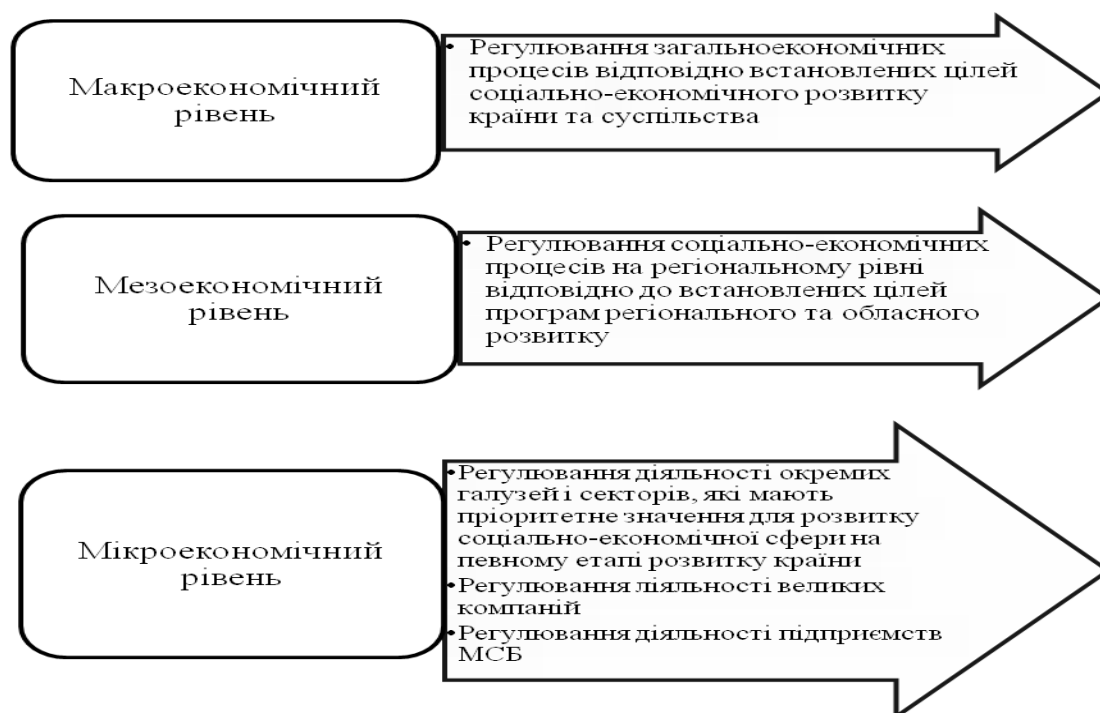 Макроекономічний
рівень
• Регулювання загальноекономічних
процесів відповідно встановлених цілей
соціально-економічного розвитку
країни та суспільства
Мезоекономічний
рівень
• Регулювання соціально-економічних
процесів на регіональному рівні
відповідно до встановлених цілей
програм регіонального та обласного
розвитку
Мікроекономічний
рівень
•Регулювання діяльності окремих
галузей і секторів, які мають
пріоритетне значення для розвитку
соціально-економічної сфери на
певному етапі розвитку країни
•Регулювання ліяльності великих
компаній
•Регулювання діяльності підприємств
МСБ